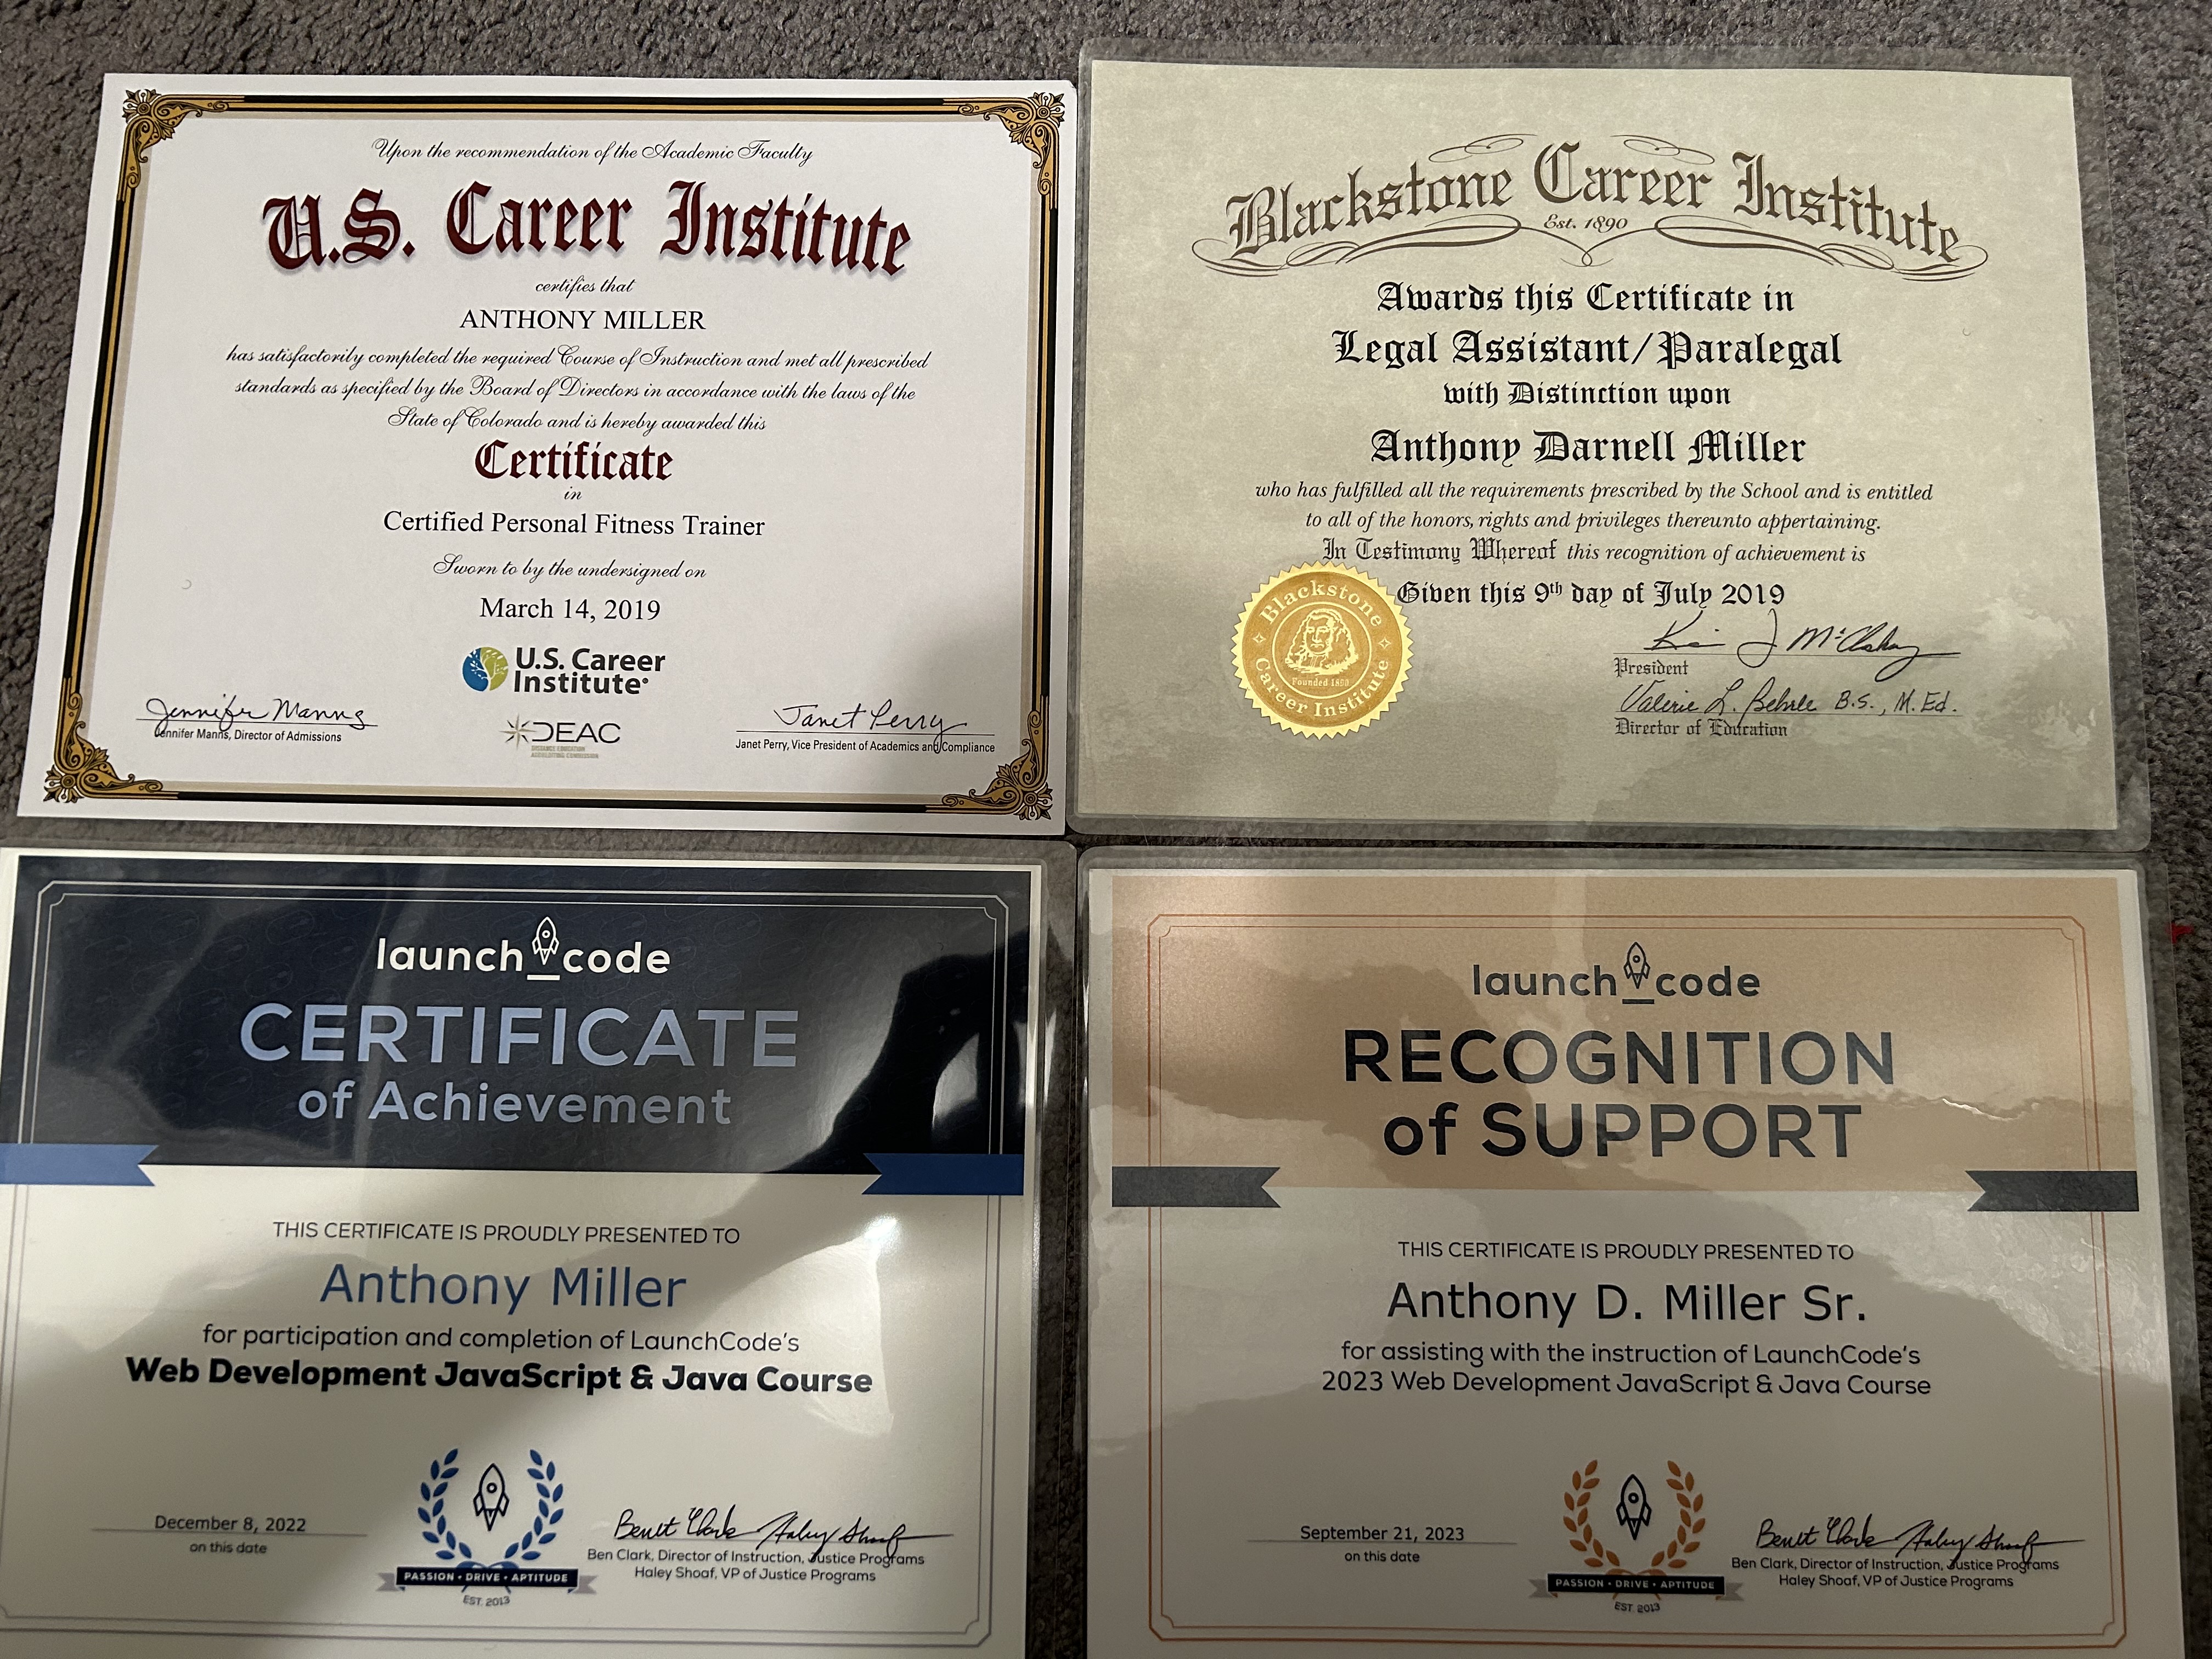 Upon the recommendation of the Academic Faculty
U.S. Career Institute
certifies that
ANTHONY MILLER
has satisfactorily completed the required Course of Instruction and met all prescribed
standards as specified by the Board of Directors in accordance with the laws of the
State of Colorado and is hereby awarded this
Certificate
in
Certified Personal Fitness Trainer
Sworn to by the undersigned on
March 14, 2019
U.S. Career
Institute
Jennifer Manns
Jennifer Manns, Director of Admissions
DEAC
DISTANCE EDUCATION
ACCREDITING COMMISSION
Janet Perry
Janet Perry, Vice President of Academics and Compliance
Blackstone Career Institute
Est. 1890
Awards this Certificate in
Legal Assistant/Paralegal
with Distinction upon
Anthony Darnell Miller
who has fulfilled all the requirements prescribed by the School and is entitled
to all of the honors, rights and privileges thereunto appertaining.
In Testimony Whereof this recognition of achievement is
Given this 9th day of July 2019
Blackstone
Founded 1890
Career Institute
President
Valerie L. Behrle B.S., M.Ed.
Director of Education
launch_code
CERTIFICATE
of Achievement
THIS CERTIFICATE IS PROUDLY PRESENTED TO
Anthony Miller
for participation and completion of LaunchCode's
Web Development JavaScript & Java Course
December 8, 2022
on this date
PASSION • DRIVE • APTITUDE
EST. 2013
Ben Clark, Director of Instruction, Justice Programs
Haley Shoaf, VP of Justice Programs
launch_code
RECOGNITION
of SUPPORT
THIS CERTIFICATE IS PROUDLY PRESENTED TO
Anthony D. Miller Sr.
for assisting with the instruction of LaunchCode's
2023 Web Development JavaScript & Java Course
September 21, 2023
on this date
PASSION • DRIVE • APTITUDE
EST. 2013
Ben Clark, Director of Instruction, Justice Programs
Haley Shoaf, VP of Justice Programs